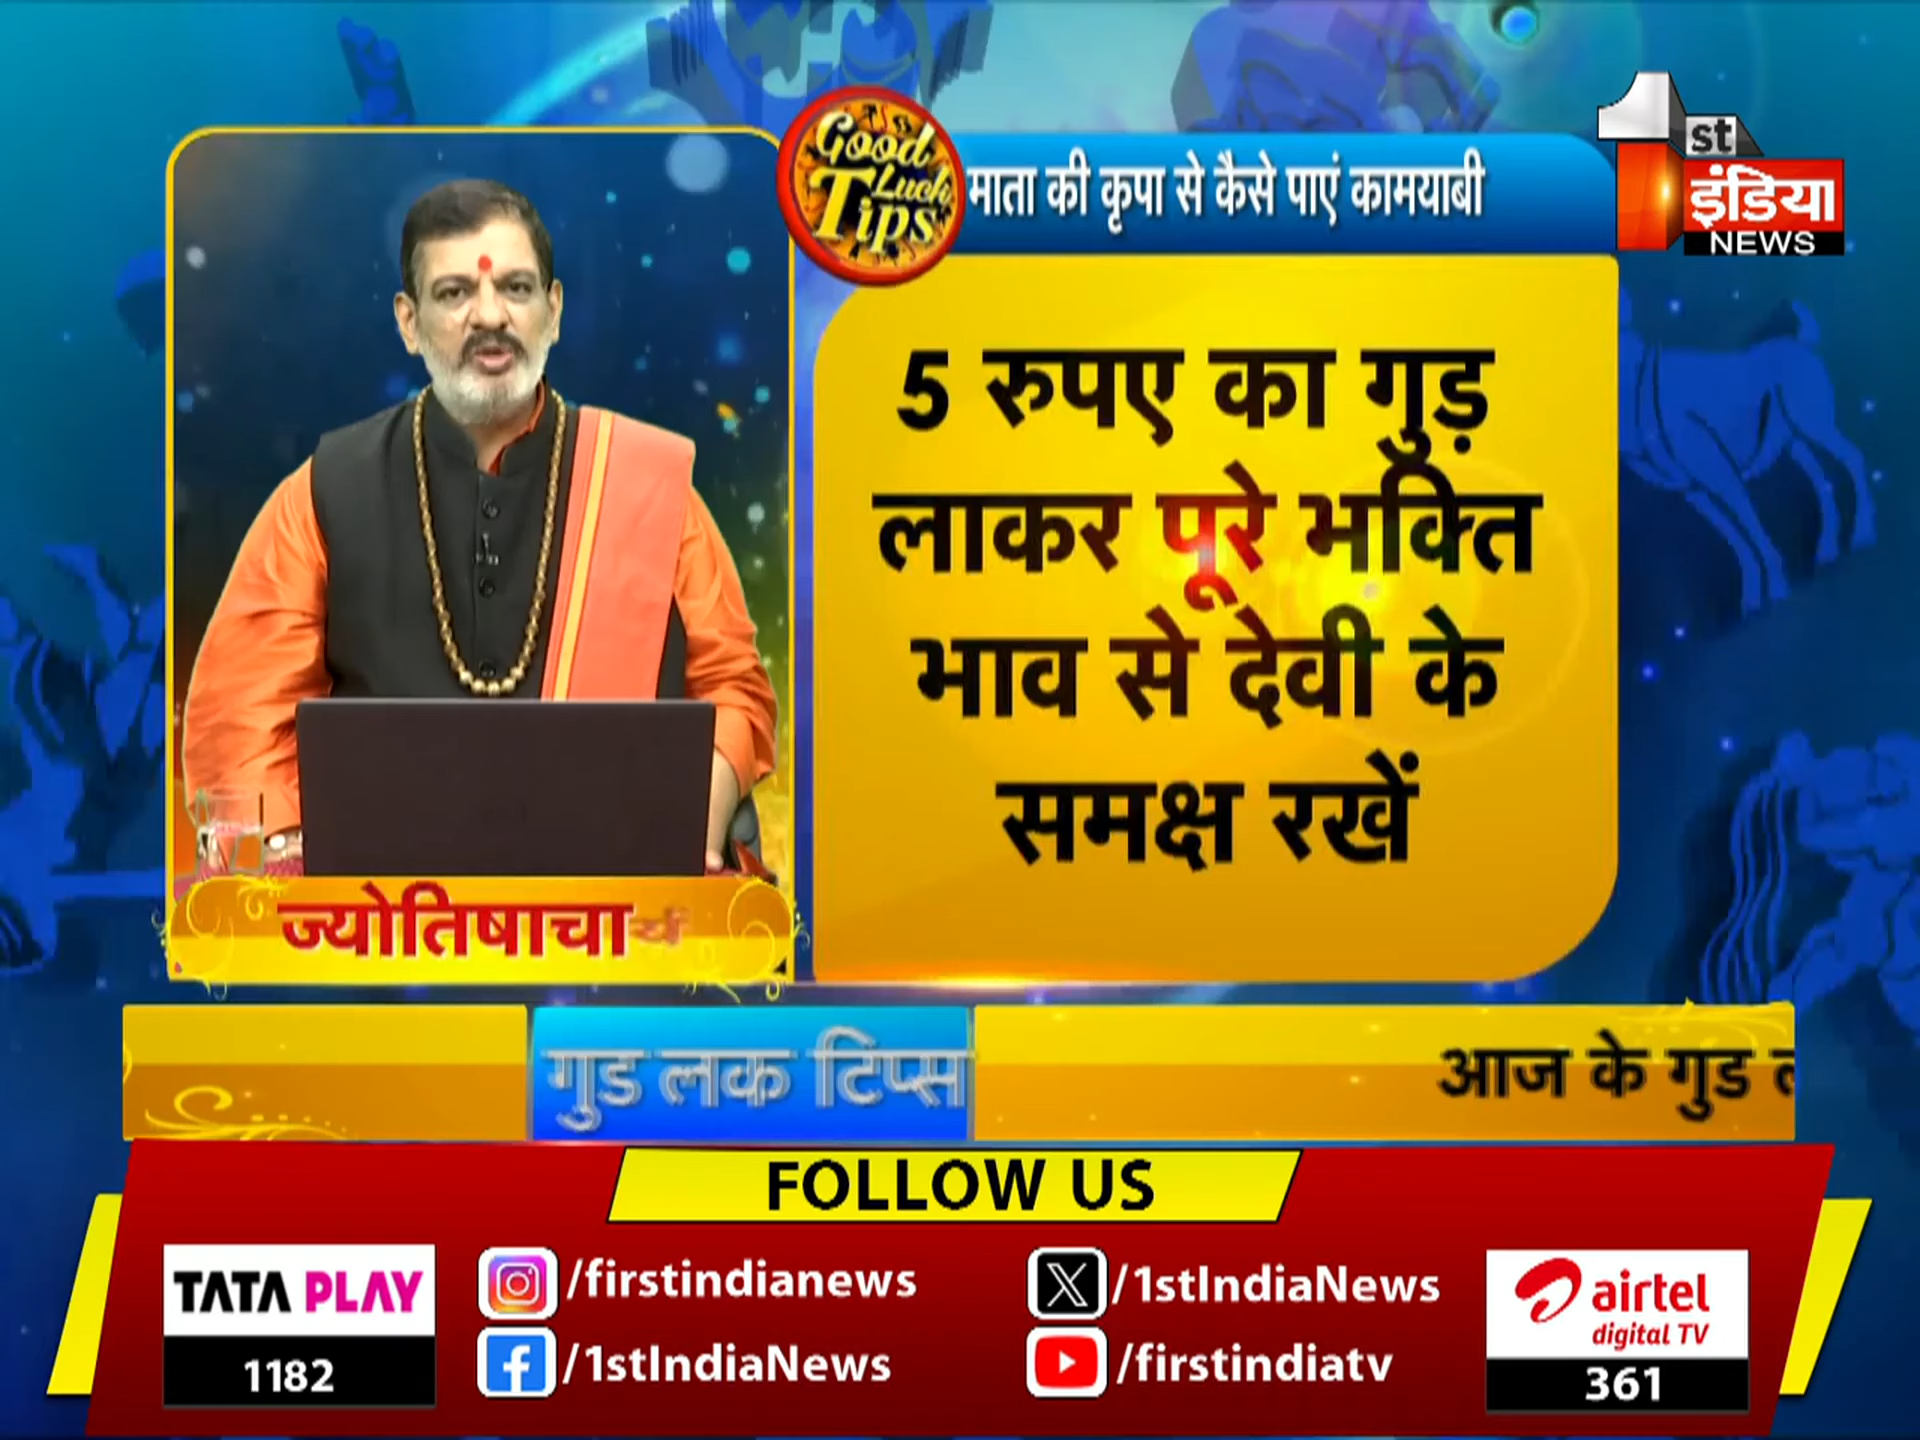 Good
Luck
Tips
माता की कृपा से कैसे पाएं कामयाबी
1st
इंडिया
NEWS
5 रुपए का गुड़
लाकर पूरे भक्ति
भाव से देवी के
समक्ष रखें
ज्योतिषाचार्य
गुड लक टिप्स
आज के गुड
FOLLOW US
TATA PLAY
1182
/firstindianews
/1stIndiaNews
/1stIndiaNews
/firstindiatv
airtel
digital TV
361